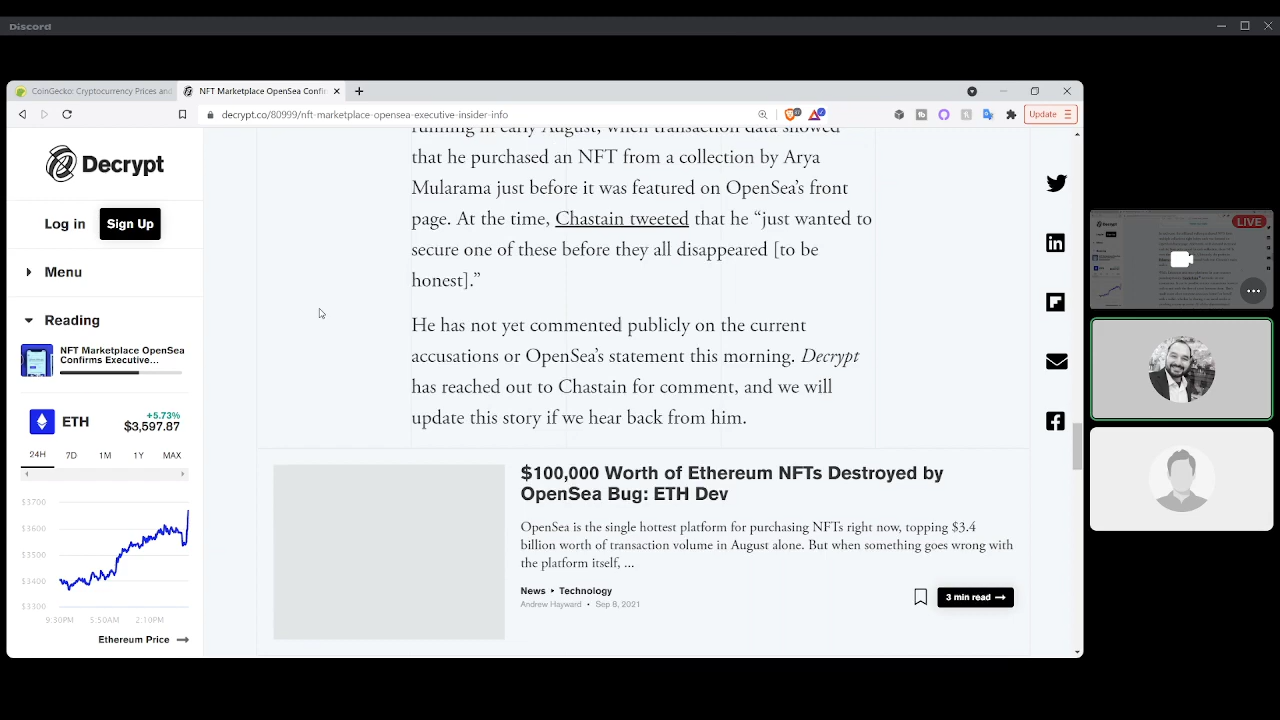 Discord
CoinGecko: Cryptocurrency Prices and
NFT Marketplace OpenSea Confir
decrypt.co/80999/nft-marketplace-opensea-executive-insider-info
Update
Decrypt
Log in
Sign Up
Menu
Reading
NFT Marketplace OpenSea
Confirms Executive...
ETH
+5.73%
$3,597.87
24H 7D 1M 1Y MAX
$3700
$3600
$3500
$3400
$3300
9:30PM 5:50AM 2:10PM
Ethereum Price
running in early August, when transaction data showed
that he purchased an NFT from a collection by Arya
Mularama just before it was featured on OpenSea’s front
page. At the time, Chastain tweeted that he “just wanted to
secure one of these before they all disappeared [to be
honest].”
He has not yet commented publicly on the current
accusations or OpenSea’s statement this morning. Decrypt
has reached out to Chastain for comment, and we will
update this story if we hear back from him.
$100,000 Worth of Ethereum NFTs Destroyed by
OpenSea Bug: ETH Dev
OpenSea is the single hottest platform for purchasing NFTs right now, topping $3.4
billion worth of transaction volume in August alone. But when something goes wrong with
the platform itself, ...
News ‣ Technology
Andrew Hayward • Sep 8, 2021
3 min read →
LIVE